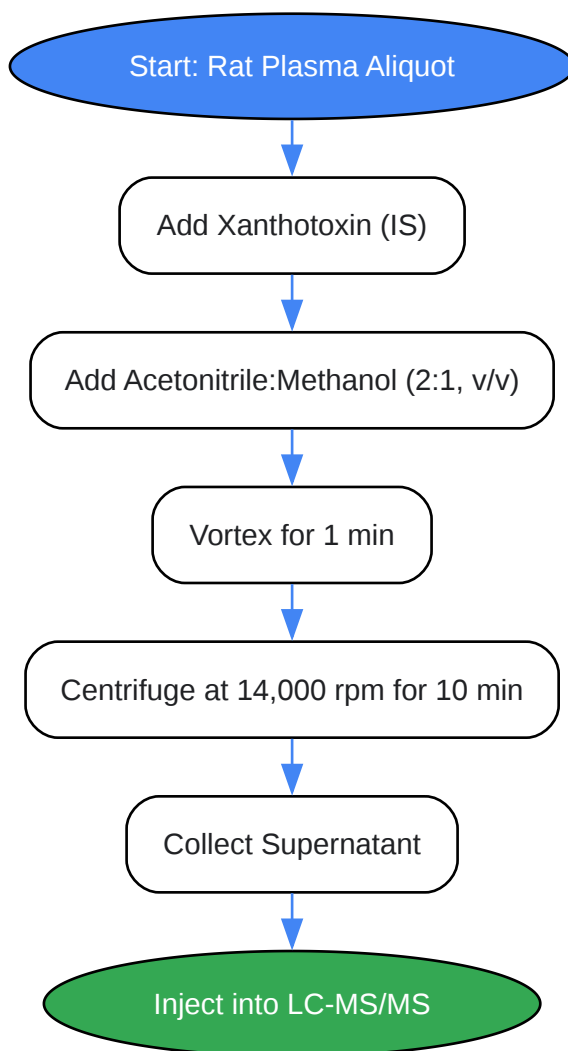 Start: Rat Plasma Aliquot
Add Xanthotoxin (IS)
Add Acetonitrile:Methanol (2:1, v/v)
Vortex for 1 min
Centrifuge at 14,000 rpm for 10 min
Collect Supernatant
Inject into LC-MS/MS